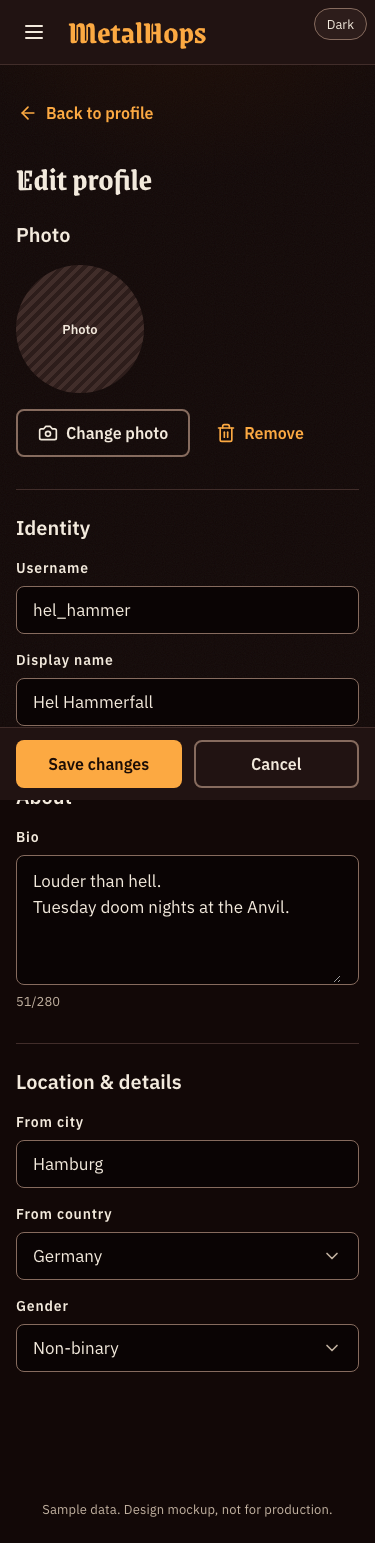 MetalHops
Dark
Back to profile
Edit profile
Photo
Photo
Change photo
Remove
Identity
Username
hel_hammer
Display name
Hel Hammerfall
Save changes
Cancel
About
Bio
Louder than hell.
Tuesday doom nights at the Anvil.
51/280
Location & details
From city
Hamburg
From country
Germany
Gender
Non-binary
Sample data. Design mockup, not for production.